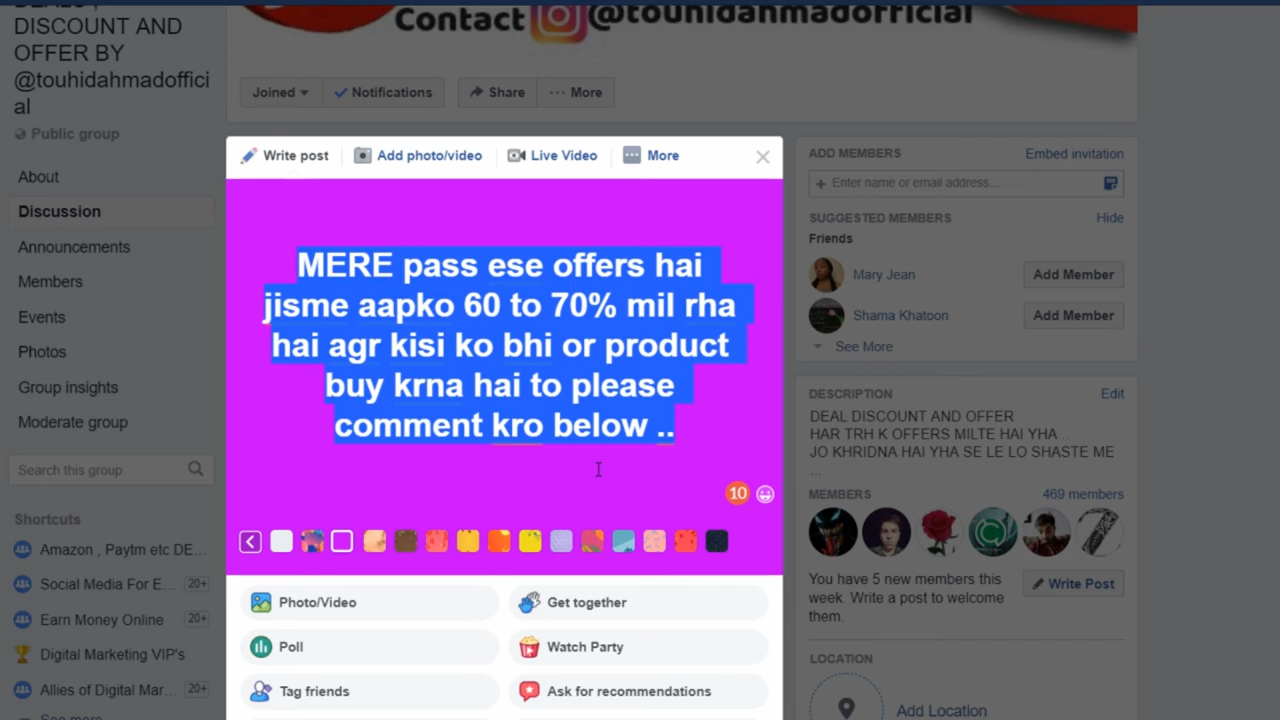 DEALS ,
DISCOUNT AND
OFFER BY
@touhidahmadoffici
al
Public group
About
Discussion
Announcements
Members
Events
Photos
Group insights
Moderate group
Search this group
Shortcuts
Amazon , Paytm etc DE...
Social Media For E... 20+
Earn Money Online 20+
Digital Marketing VIP's
Allies of Digital Mar... 20+
See more
Contact @touhidahmadofficial
Joined Notifications Share More
Write post Add photo/video Live Video More
MERE pass ese offers hai
jisme aapko 60 to 70% mil rha
hai agr kisi ko bhi or product
buy krna hai to please
comment kro below ..
10
Photo/Video Get together
Poll Watch Party
Tag friends Ask for recommendations
ADD MEMBERS Embed invitation
+ Enter name or email address...
SUGGESTED MEMBERS Hide
Friends
Mary Jean Add Member
Shama Khatoon Add Member
See More
DESCRIPTION Edit
DEAL DISCOUNT AND OFFER
HAR TRH K OFFERS MILTE HAI YHA ..
JO KHRIDNA HAI YHA SE LE LO SHASTE ME
...
MEMBERS 469 members
You have 5 new members this
week. Write a post to welcome
them.
Write Post
LOCATION
Add Location